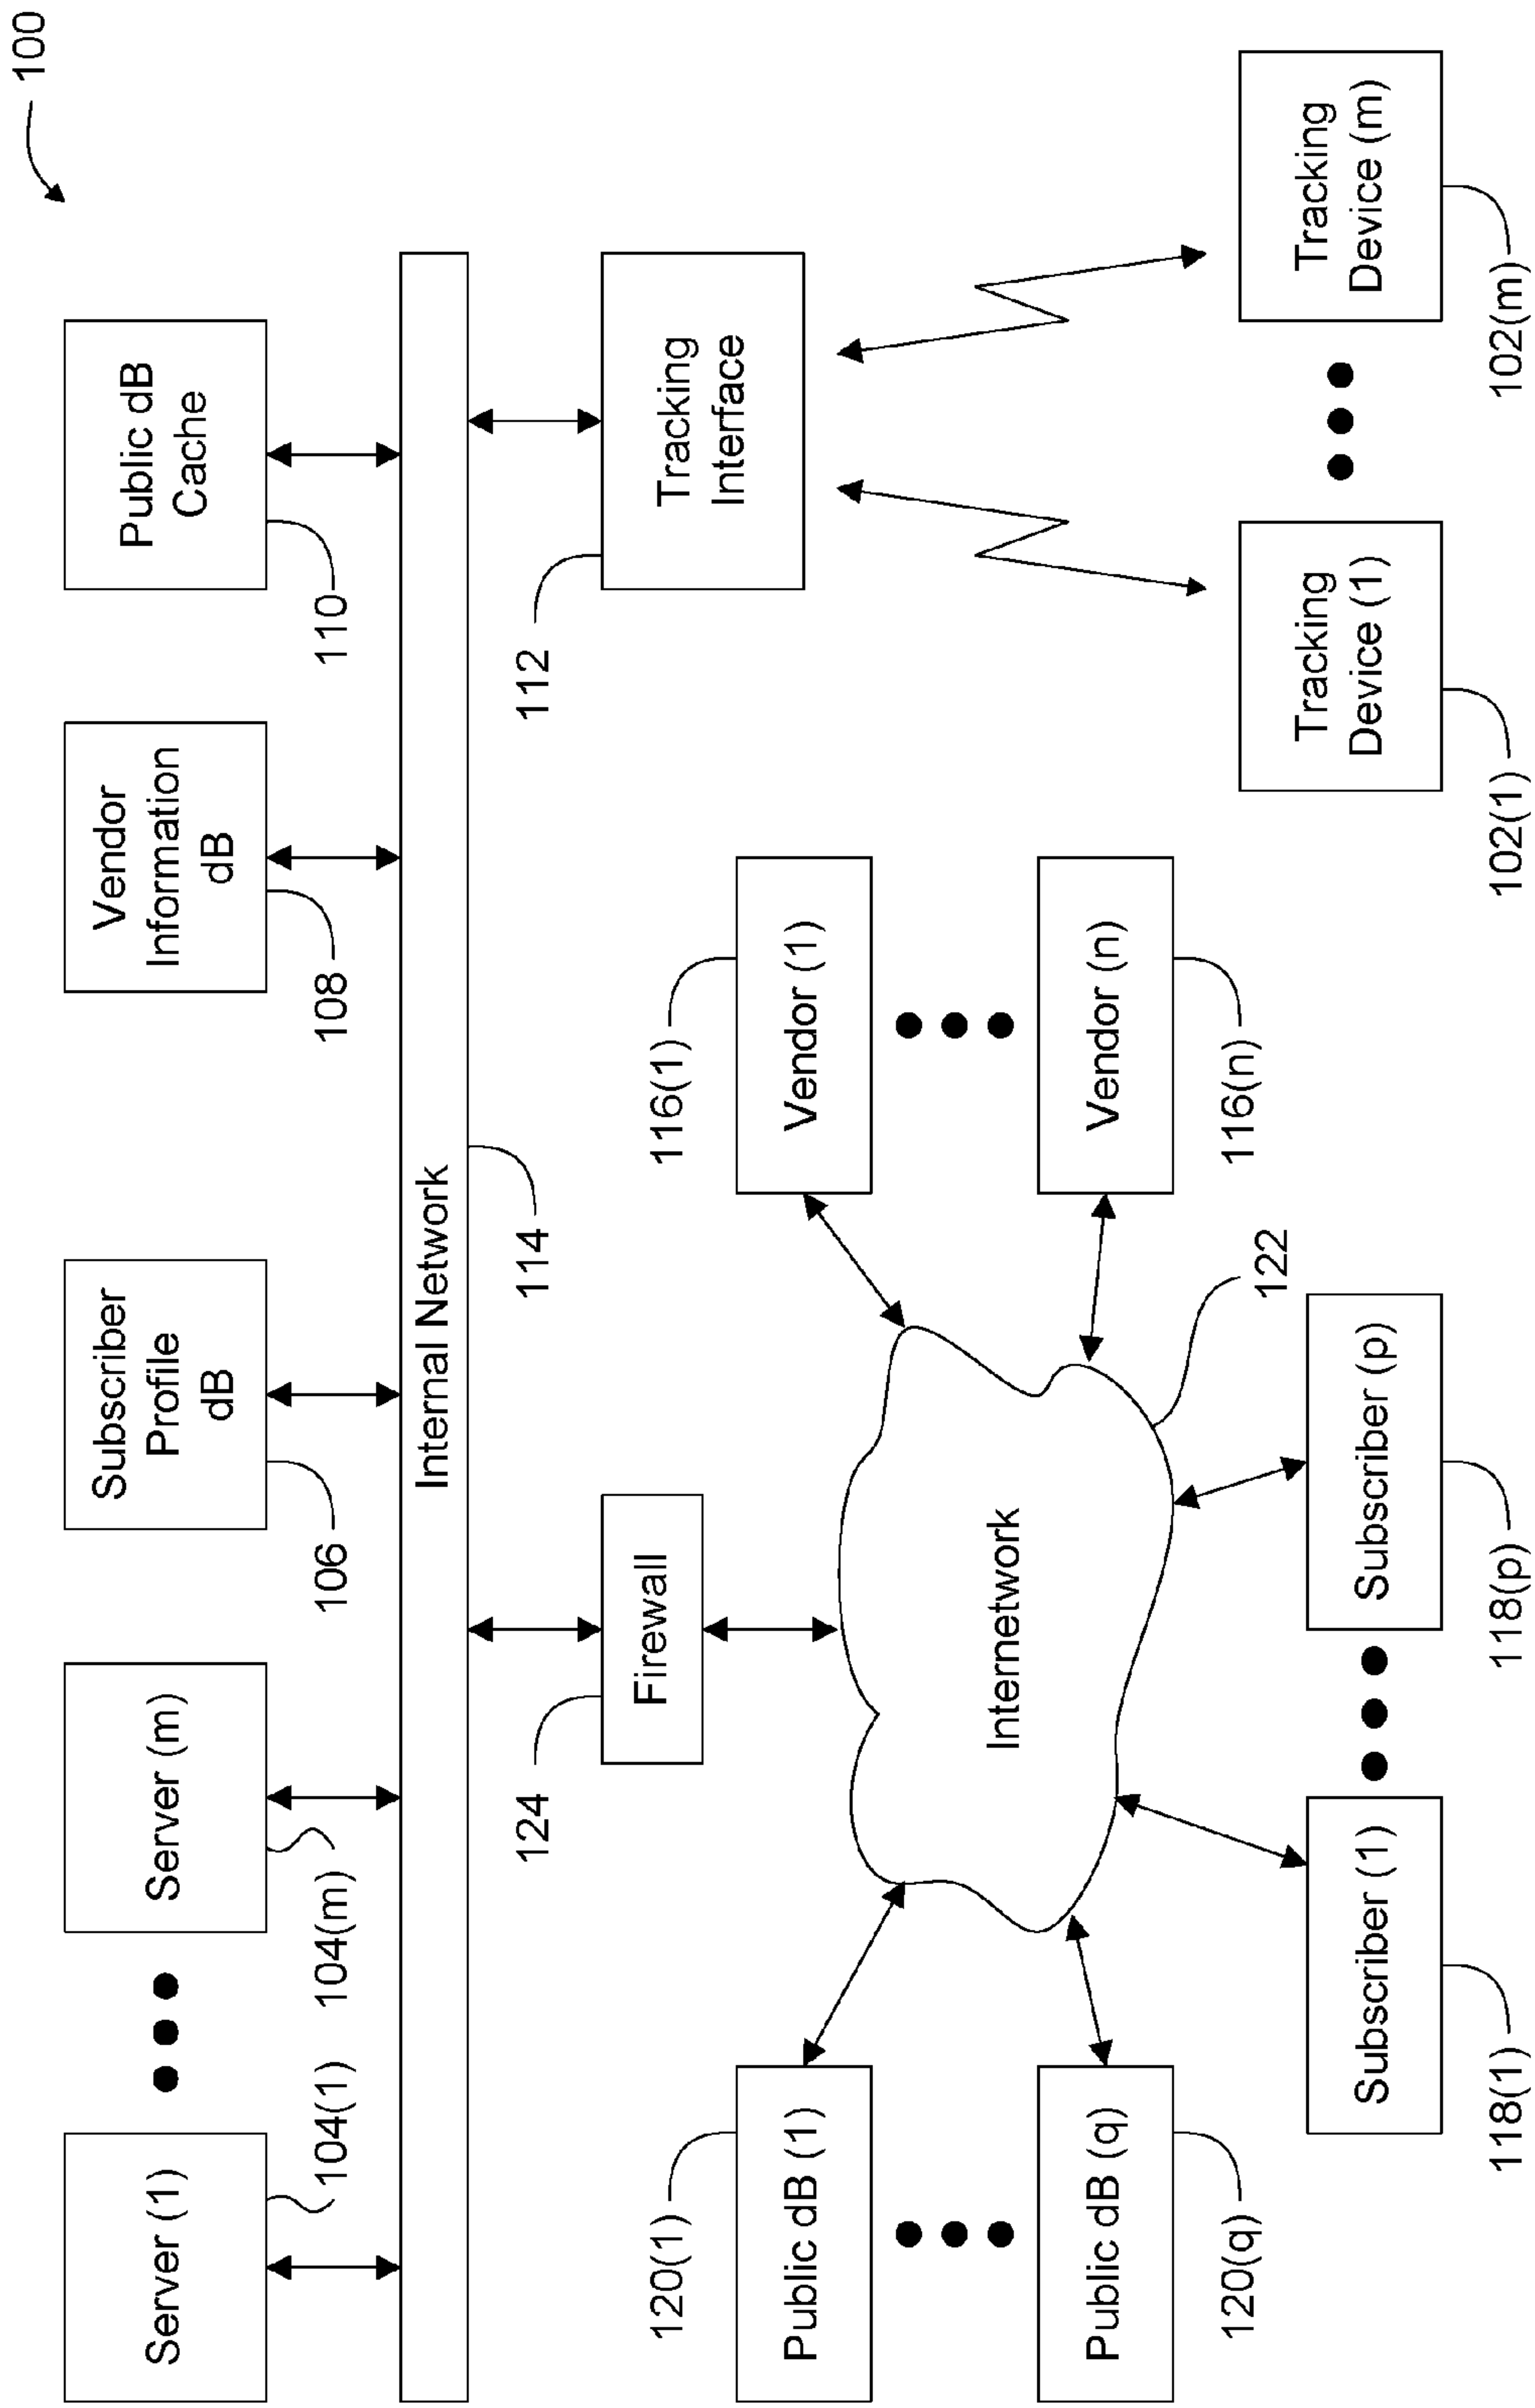 100
Server (1)
Server (m)
Subscriber
Profile
dB
Vendor
Information
dB
Public dB
Cache
104(1)
104(m)
106
108
110
Internal Network
124
114
112
Firewall
Tracking
Interface
120(1)
116(1)
Public dB (1)
Vendor (1)
Internetwork
Public dB (q)
Vendor (n)
120(q)
116(n)
122
Subscriber (1)
Subscriber (p)
Tracking
Device (1)
Tracking
Device (m)
118(1)
118(p)
102(1)
102(m)